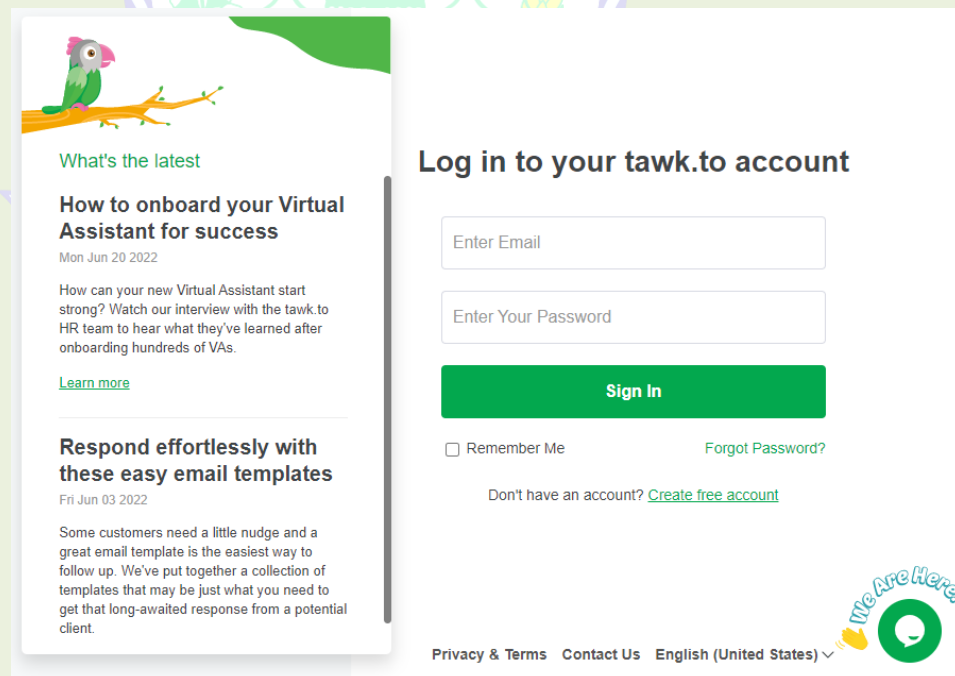 What's the latest
How to onboard your Virtual
Assistant for success
Mon Jun 20 2022
How can your new Virtual Assistant start
strong? Watch our interview with the tawk.to
HR team to hear what they've learned after
onboarding hundreds of VAs.
Learn more
Respond effortlessly with
these easy email templates
Fri Jun 03 2022
Some customers need a little nudge and a
great email template is the easiest way to
follow up. We've put together a collection of
templates that may be just what you need to
get that long-awaited response from a potential
client.
Log in to your tawk.to account
Enter Email
Enter Your Password
Sign In
Remember Me
Forgot Password?
Don't have an account? Create free account
We Are Here!
Privacy & Terms Contact Us English (United States)